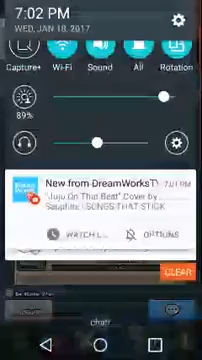 7:02 PM
WED, JAN 18, 2017
Capture+ Wi-Fi Sound All Rotation
89%
New from DreamWorksTV 7:01 PM
"Juju On That Beat" Cover by
Sapphire | SONGS THAT STICK
WATCH L... OPTIONS
CLEAR
chat!